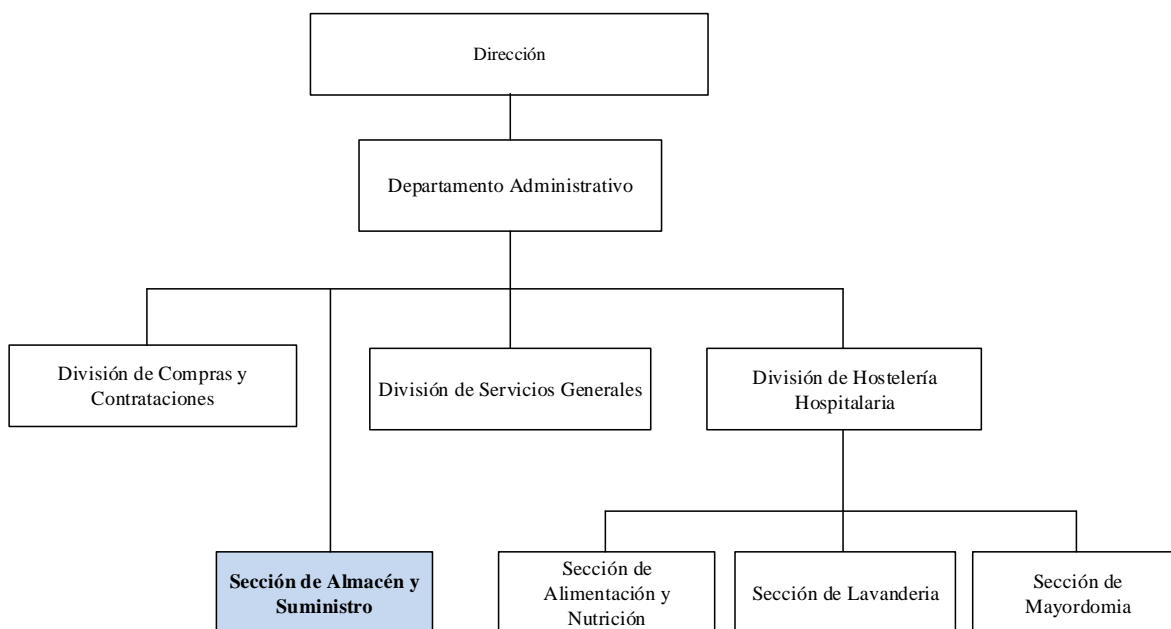 Dirección
Departamento Administrativo
División de Compras y
Contrataciones
División de Servicios Generales
División de Hostelería
Hospitalaria
Sección de Almacén y
Suministro
Sección de
Alimentación y
Nutrición
Sección de Lavanderia
Sección de
Mayordomia